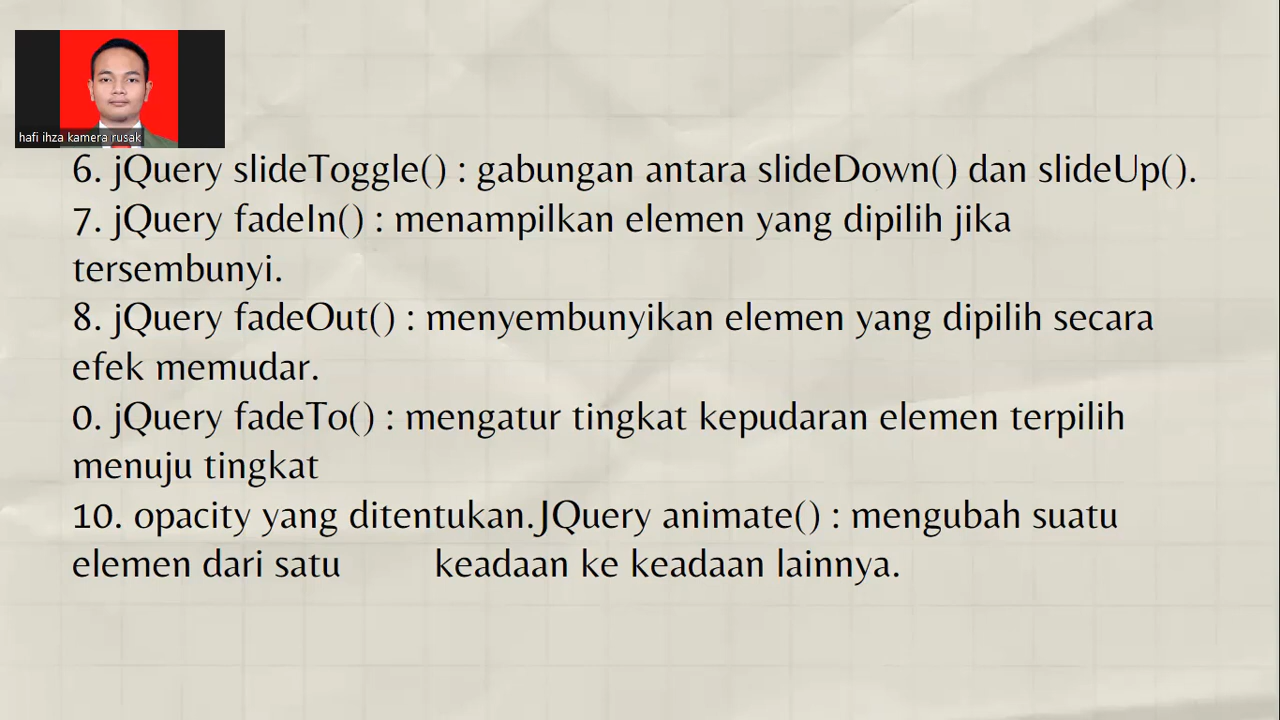 hafi ihza kamera rusak
6. jQuery slideToggle() : gabungan antara slideDown() dan slideUp().
7. jQuery fadeIn() : menampilkan elemen yang dipilih jika
tersembunyi.
8. jQuery fadeOut() : menyembunyikan elemen yang dipilih secara
efek memudar.
0. jQuery fadeTo() : mengatur tingkat kepudaran elemen terpilih
menuju tingkat
10. opacity yang ditentukan.JQuery animate() : mengubah suatu
elemen dari satu keadaan ke keadaan lainnya.